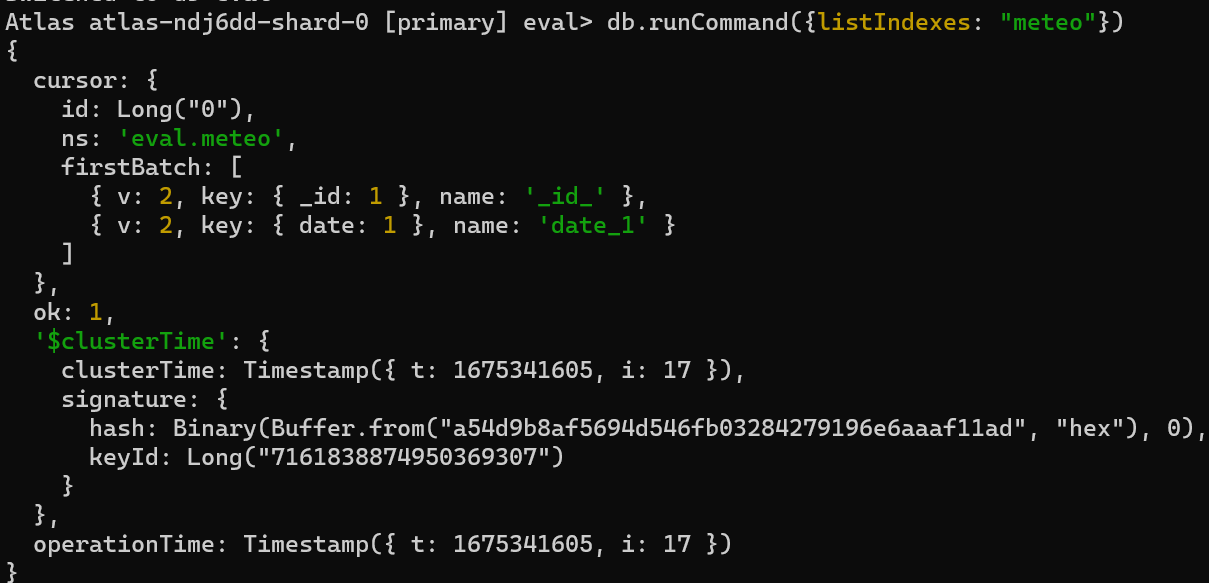 Atlas atlas-ndj6dd-shard-0 [primary] eval> db.runCommand({listIndexes: "meteo"})
{
  cursor: {
    id: Long("0"),
    ns: 'eval.meteo',
    firstBatch: [
      { v: 2, key: { _id: 1 }, name: '_id_' },
      { v: 2, key: { date: 1 }, name: 'date_1' }
    ]
  },
  ok: 1,
  '$clusterTime': {
    clusterTime: Timestamp({ t: 1675341605, i: 17 }),
    signature: {
      hash: Binary(Buffer.from("a54d9b8af5694d546fb03284279196e6aaaf11ad", "hex"), 0),
      keyId: Long("7161838874950369307")
    }
  },
  operationTime: Timestamp({ t: 1675341605, i: 17 })
}